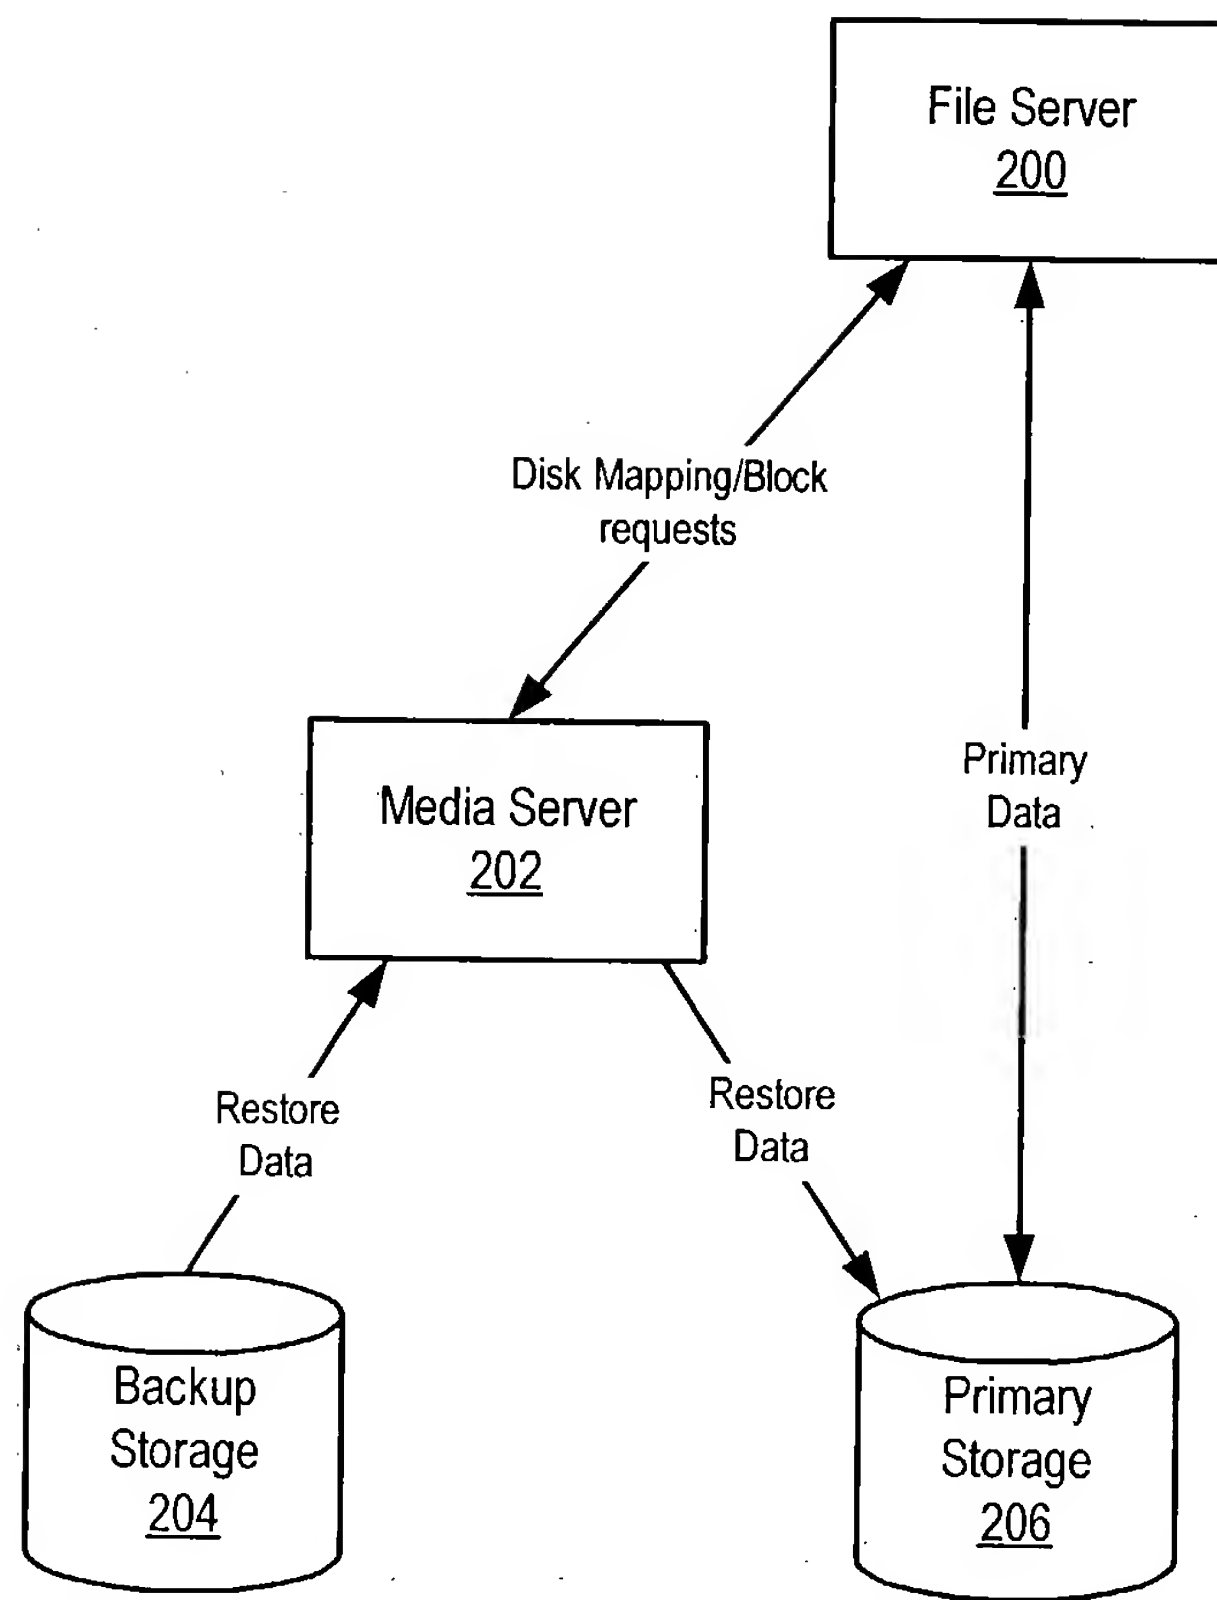 File Server
200
Disk Mapping/Block
requests
Primary
Data
Media Server
202
Restore
Data
Restore
Data
Backup
Storage
204
Primary
Storage
206